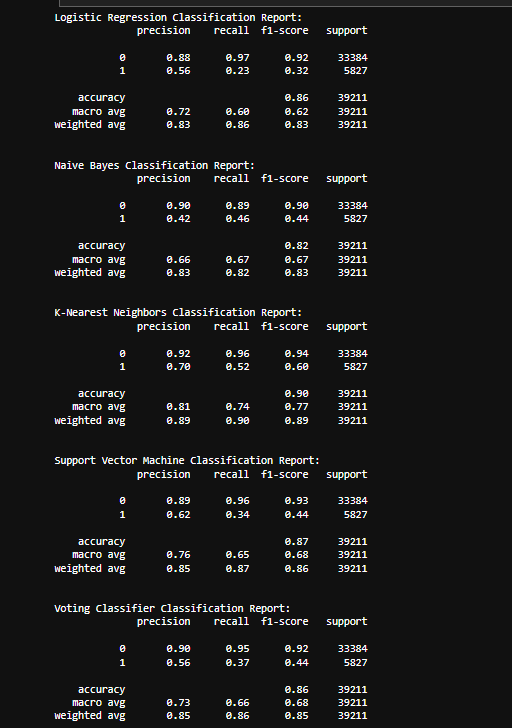 Logistic Regression Classification Report:
precision recall f1-score support
0 0.88 0.97 0.92 33384
1 0.56 0.23 0.32 5827
accuracy 0.86 39211
macro avg 0.72 0.60 0.62 39211
weighted avg 0.83 0.86 0.83 39211
Naive Bayes Classification Report:
precision recall f1-score support
0 0.90 0.89 0.90 33384
1 0.42 0.46 0.44 5827
accuracy 0.82 39211
macro avg 0.66 0.67 0.67 39211
weighted avg 0.83 0.82 0.83 39211
K-Nearest Neighbors Classification Report:
precision recall f1-score support
0 0.92 0.96 0.94 33384
1 0.70 0.52 0.60 5827
accuracy 0.90 39211
macro avg 0.81 0.74 0.77 39211
weighted avg 0.89 0.90 0.89 39211
Support Vector Machine Classification Report:
precision recall f1-score support
0 0.89 0.96 0.93 33384
1 0.62 0.34 0.44 5827
accuracy 0.87 39211
macro avg 0.76 0.65 0.68 39211
weighted avg 0.85 0.87 0.86 39211
Voting Classifier Classification Report:
precision recall f1-score support
0 0.90 0.95 0.92 33384
1 0.56 0.37 0.44 5827
accuracy 0.86 39211
macro avg 0.73 0.66 0.68 39211
weighted avg 0.85 0.86 0.85 39211